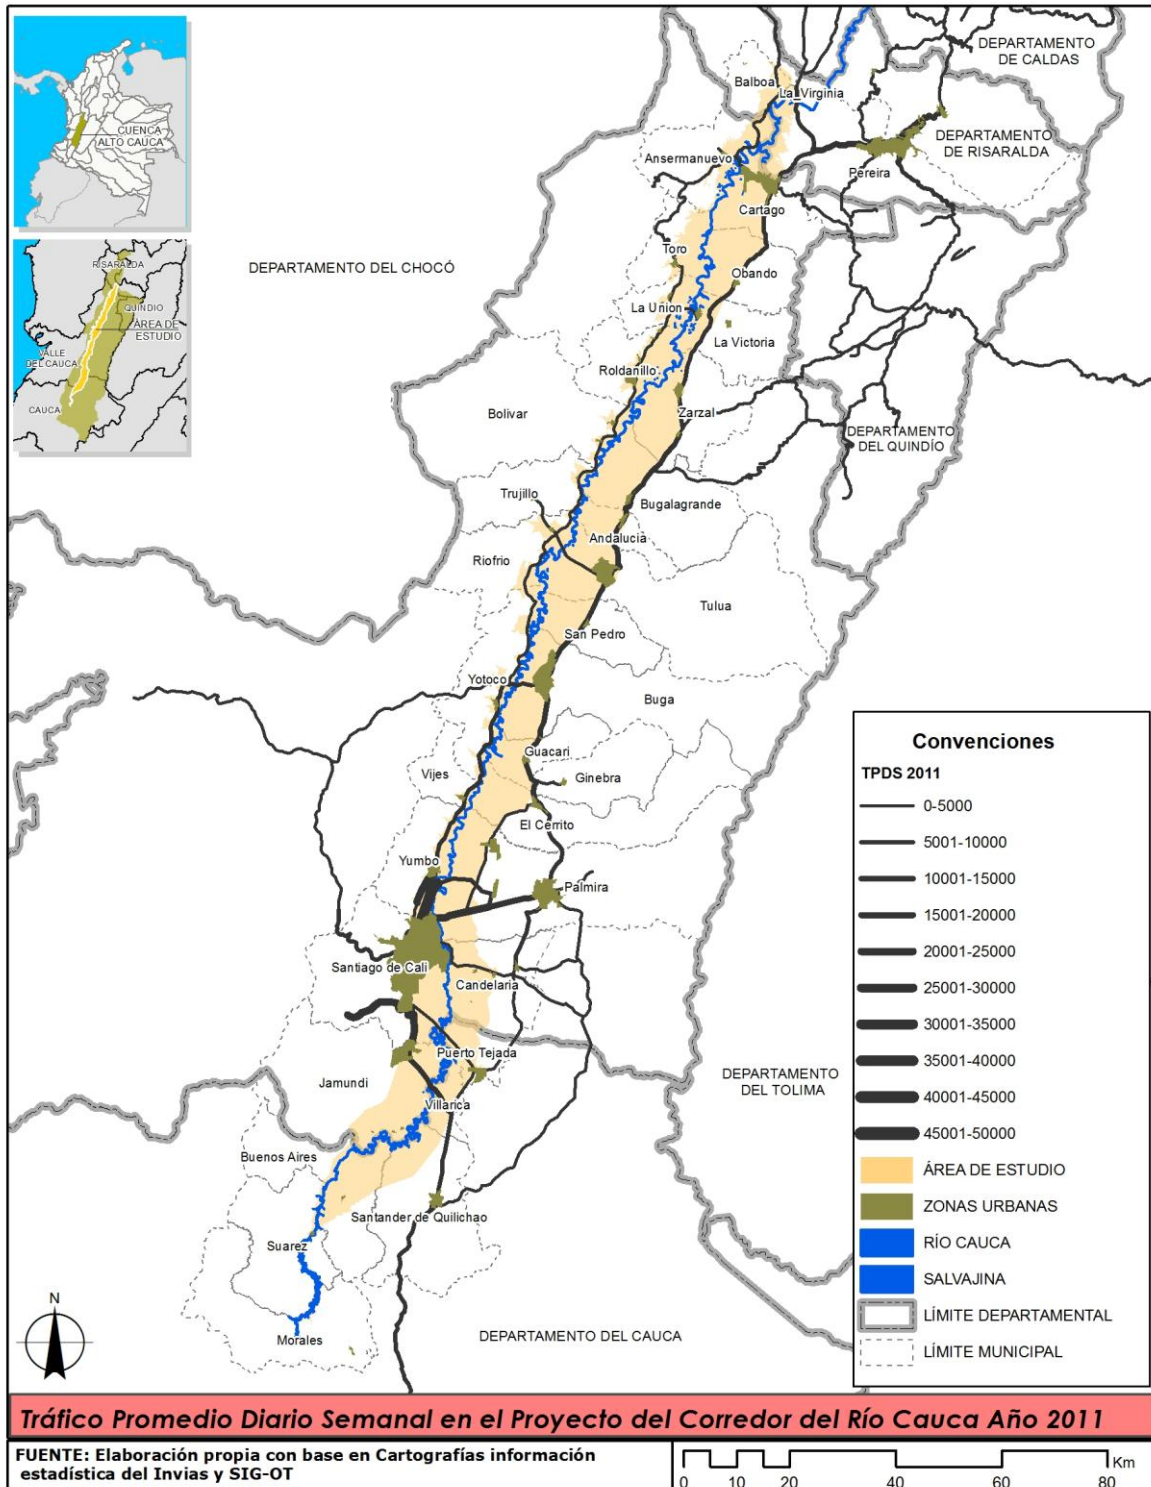 CUENCA
ALTO CAUCA
RISARALDA
QUINDIO
ÁREA DE
ESTUDIO
VALLE
DEL CAUCA
CAUCA
DEPARTAMENTO
DE CALDAS
Balboa
La_Virginia
DEPARTAMENTO
DE RISARALDA
Ansermanuevo
Pereira
Cartago
Toro
DEPARTAMENTO DEL CHOCÓ
Obando
La Union
La Victoria
Roldanillo
Bolivar
Zarzal
DEPARTAMENTO
DEL QUINDÍO
Trujillo
Bugalagrande
Andalucia
Riofrio
Tulua
San Pedro
Yotoco
Buga
Guacari
Vijes
Ginebra
El Cerrito
Yumbo
Palmira
Santiago de Cali
Candelaria
Puerto Tejada
Jamundi
DEPARTAMENTO
DEL TOLIMA
Villarica
Buenos Aires
Santander de Quilichao
Suarez
Morales
DEPARTAMENTO DEL CAUCA
N
Convenciones
TPDS 2011
0-5000
5001-10000
10001-15000
15001-20000
20001-25000
25001-30000
30001-35000
35001-40000
40001-45000
45001-50000
ÁREA DE ESTUDIO
ZONAS URBANAS
RÍO CAUCA
SALVAJINA
LÍMITE DEPARTAMENTAL
LÍMITE MUNICIPAL
Tráfico Promedio Diario Semanal en el Proyecto del Corredor del Río Cauca Año 2011
FUENTE: Elaboración propia con base en Cartografías información
estadística del Invias y SIG-OT
Km
0 10 20 40 60 80